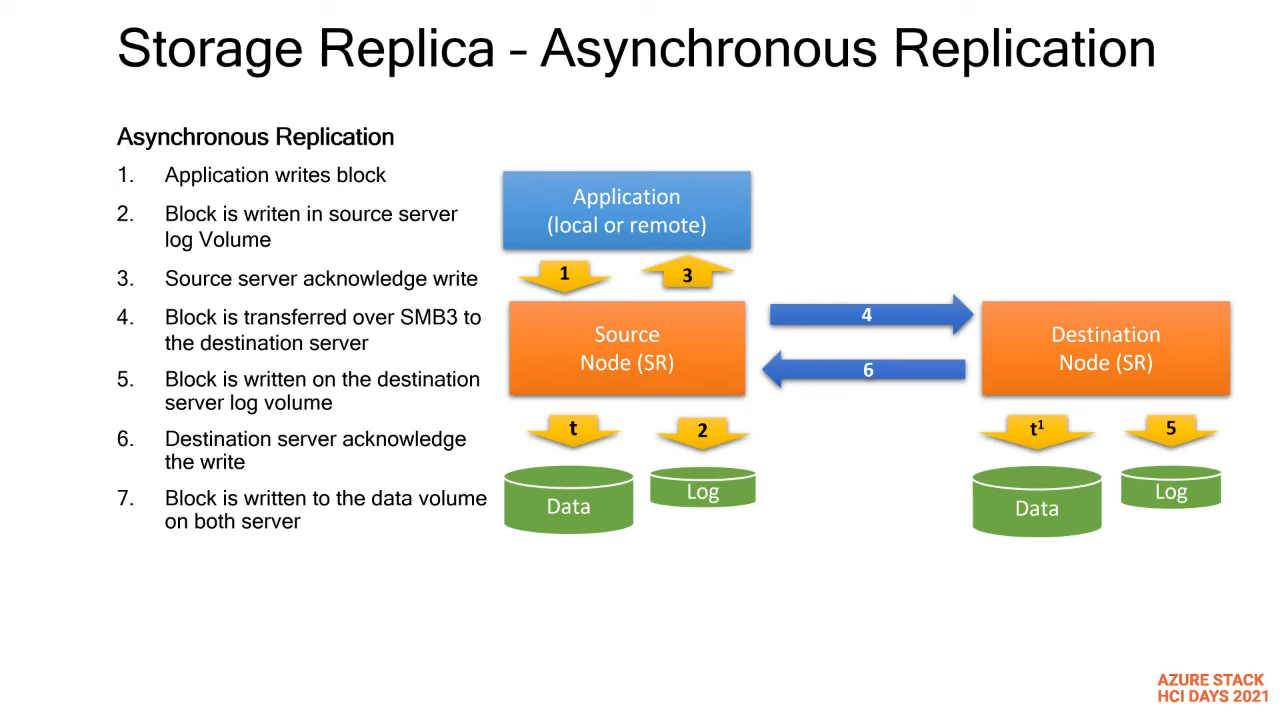 Storage Replica – Asynchronous Replication
Asynchronous Replication
1. Application writes block
2. Block is writen in source server
log Volume
3. Source server acknowledge write
4. Block is transferred over SMB3 to
the destination server
5. Block is written on the destination
server log volume
6. Destination server acknowledge
the write
7. Block is written to the data volume
on both server
Application
(local or remote)
1
3
Source
Node (SR)
4
6
Destination
Node (SR)
t
2
t¹
5
Data
Log
Data
Log
AZURE STACK
HCI DAYS 2021